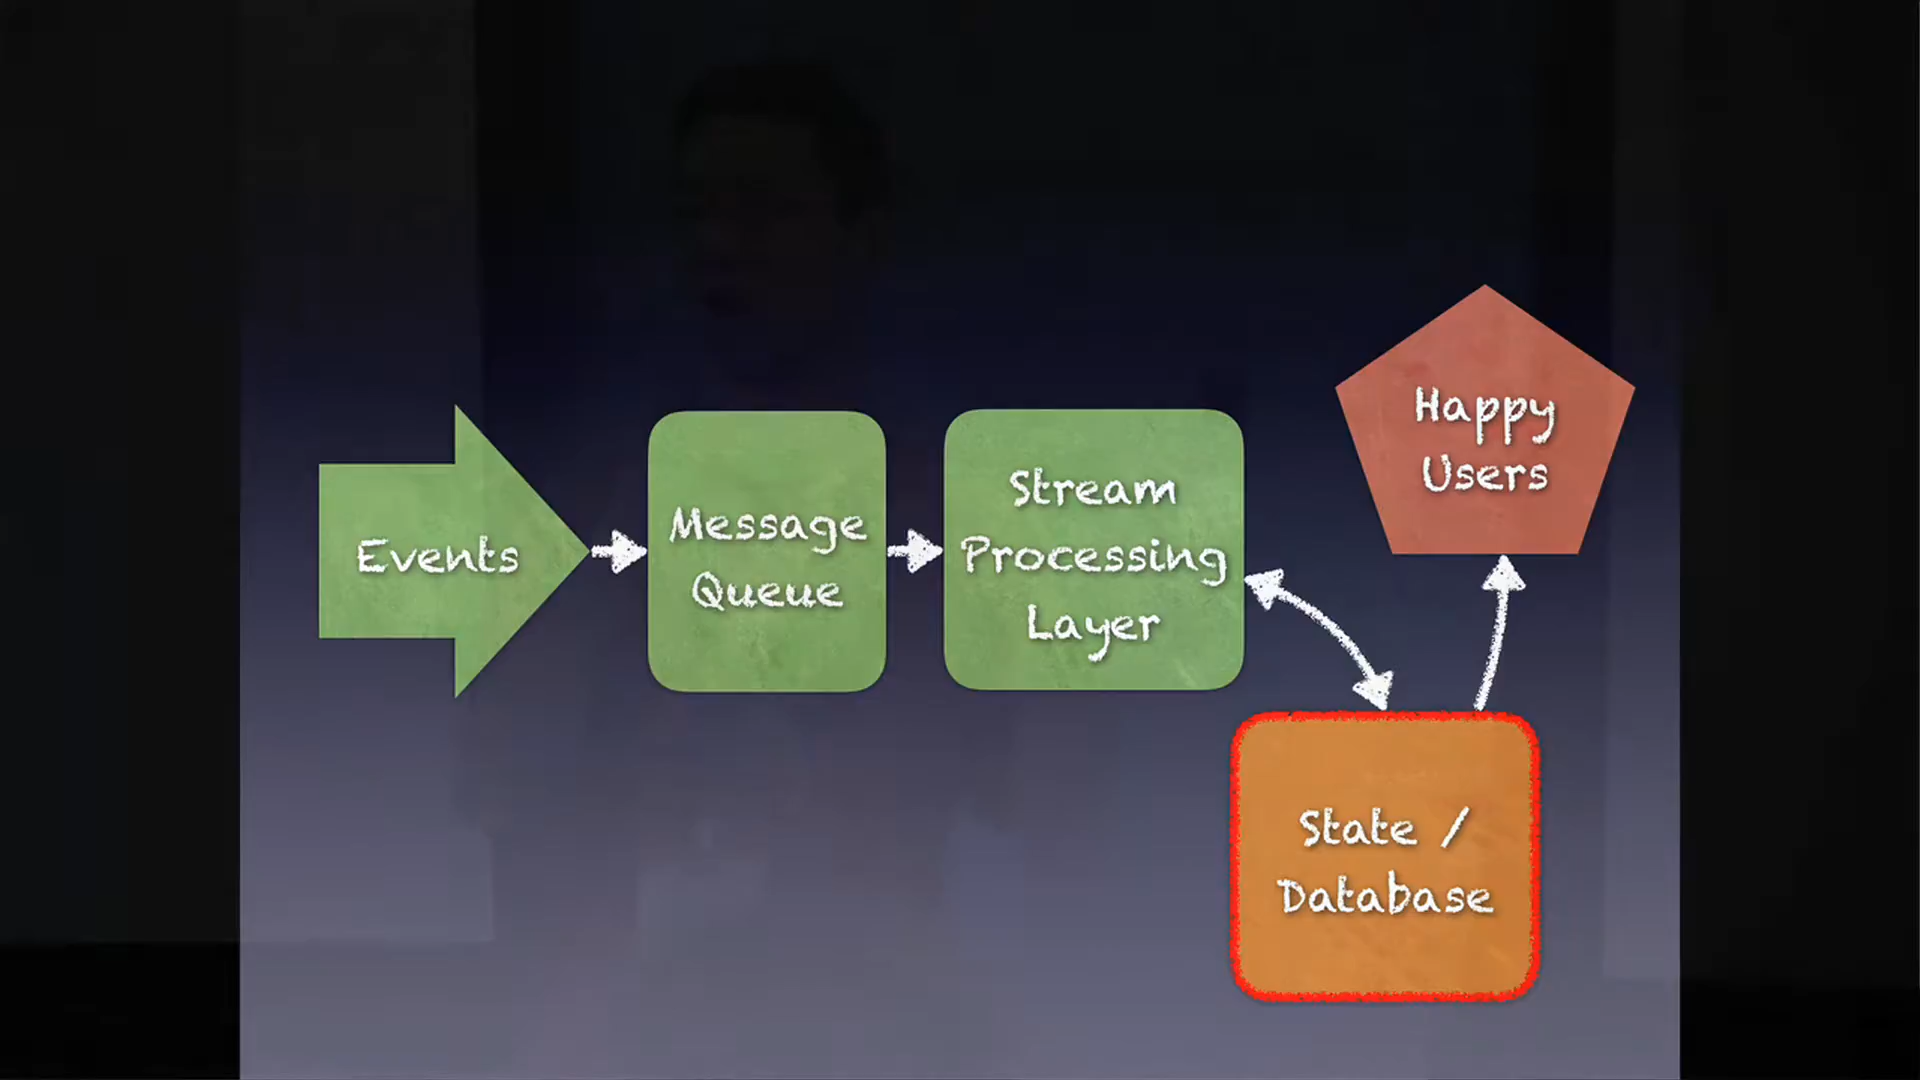 Events
Message
Queue
Stream
Processing
Layer
Happy
Users
State /
Database